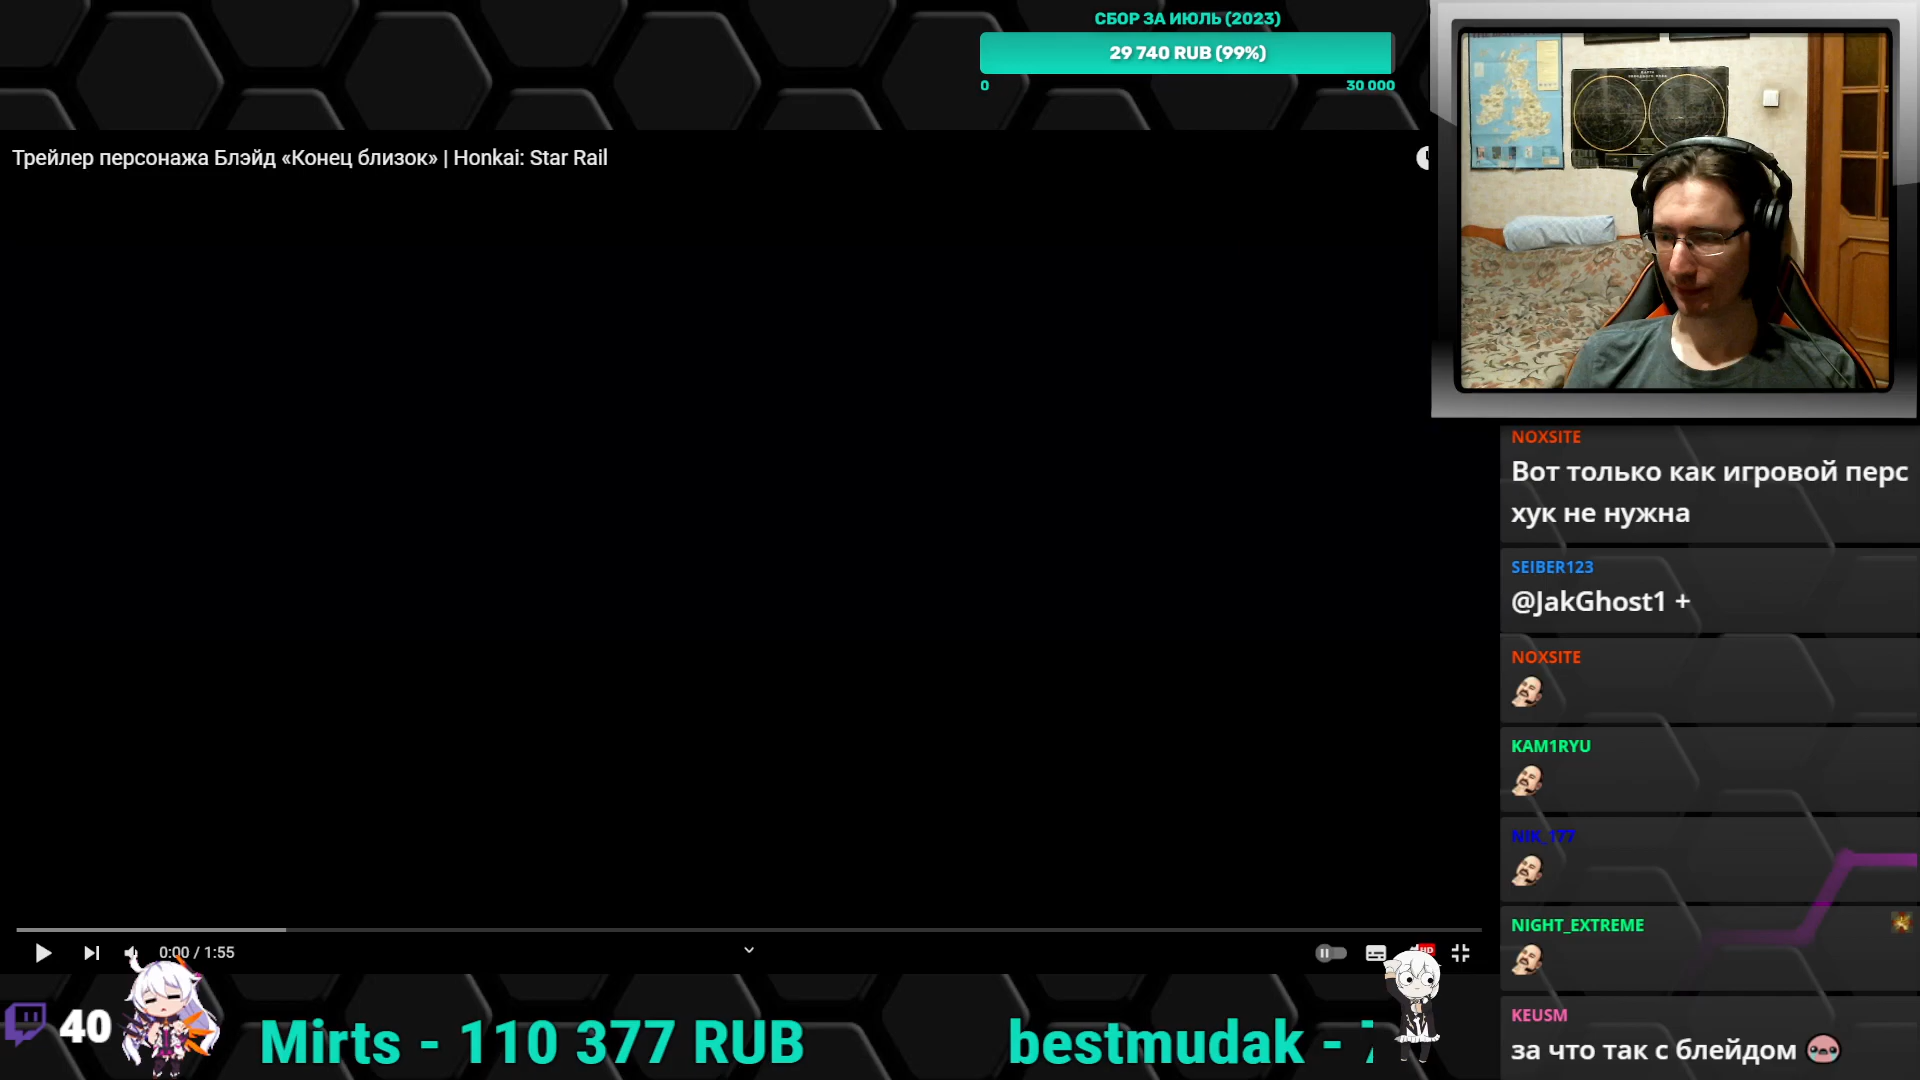 СБОР ЗА ИЮЛЬ (2023)
29 740 RUB (99%)
0
30 000
Трейлер персонажа Блэйд «Конец близок» | Honkai: Star Rail
NOXSITE
Вот только как игровой перс
хук не нужна
SEIBER123
@JakGhost1 +
NOXSITE
KAM1RYU
NIK_177
NIGHT_EXTREME
KEUSM
за что так с блейдом
0:00 / 1:55
HD
40
Mirts - 110 377 RUB
bestmudak -